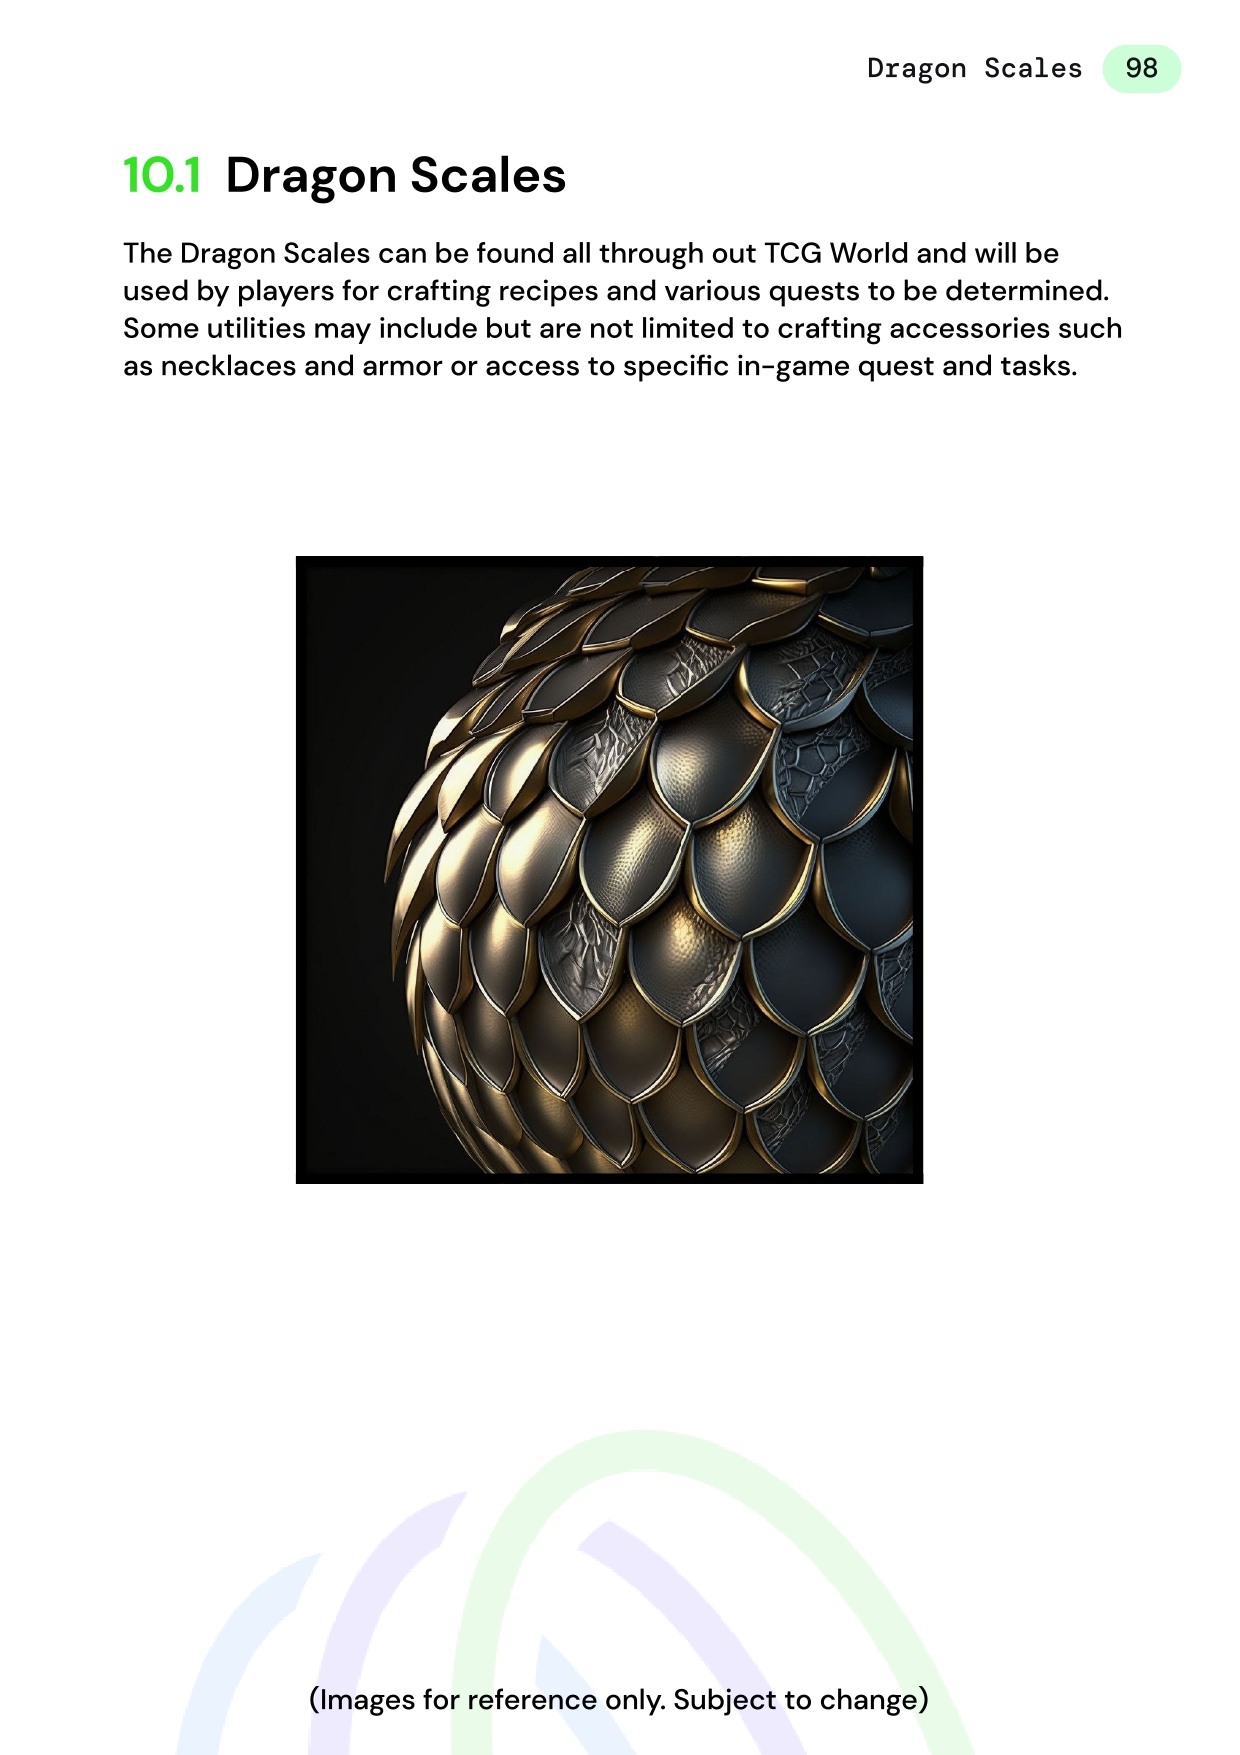 Dragon Scales 98
10.1 Dragon Scales
The Dragon Scales can be found all through out TCG World and will be
used by players for crafting recipes and various quests to be determined.
Some utilities may include but are not limited to crafting accessories such
as necklaces and armor or access to specific in-game quest and tasks.
(Images for reference only. Subject to change)